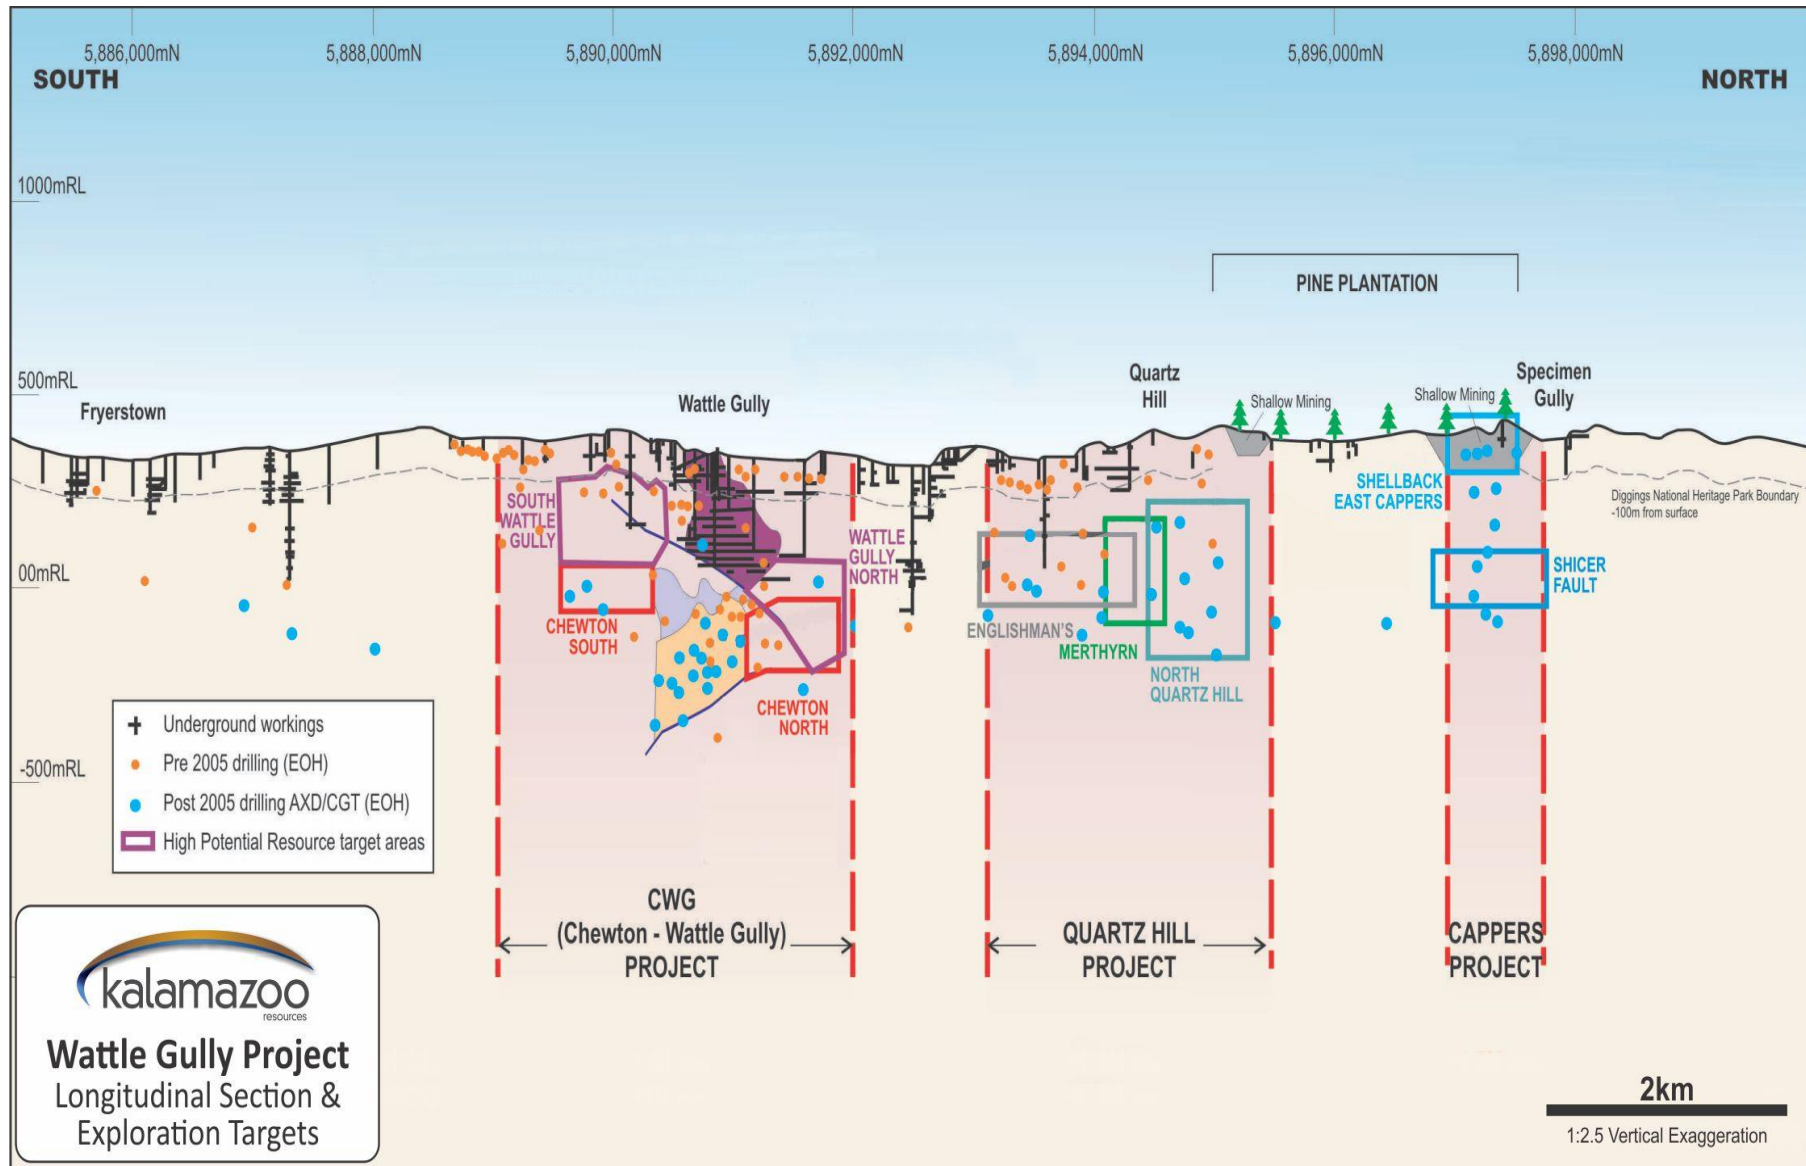 5,886,000mN
5,888,000mN
5,890,000mN
5,892,000mN
5,894,000mN
5,896,000mN
5,898,000mN
SOUTH
NORTH
1000mRL
500mRL
00mRL
-500mRL
PINE PLANTATION
Fryerstown
Wattle Gully
Quartz
Hill
Shallow Mining
Shallow Mining
Specimen
Gully
SOUTH
WATTLE
GULLY
WATTLE
GULLY
NORTH
CHEWTON
SOUTH
CHEWTON
NORTH
ENGLISHMAN'S
MERTHYRN
NORTH
QUARTZ HILL
SHELLBACK
EAST CAPPERS
SHICER
FAULT
Diggings National Heritage Park Boundary
-100m from surface
Underground workings
Pre 2005 drilling (EOH)
Post 2005 drilling AXD/CGT (EOH)
High Potential Resource target areas
CWG
(Chewton - Wattle Gully)
PROJECT
QUARTZ HILL
PROJECT
CAPPERS
PROJECT
kalamazoo
resources
Wattle Gully Project
Longitudinal Section &
Exploration Targets
2km
1:2.5 Vertical Exaggeration